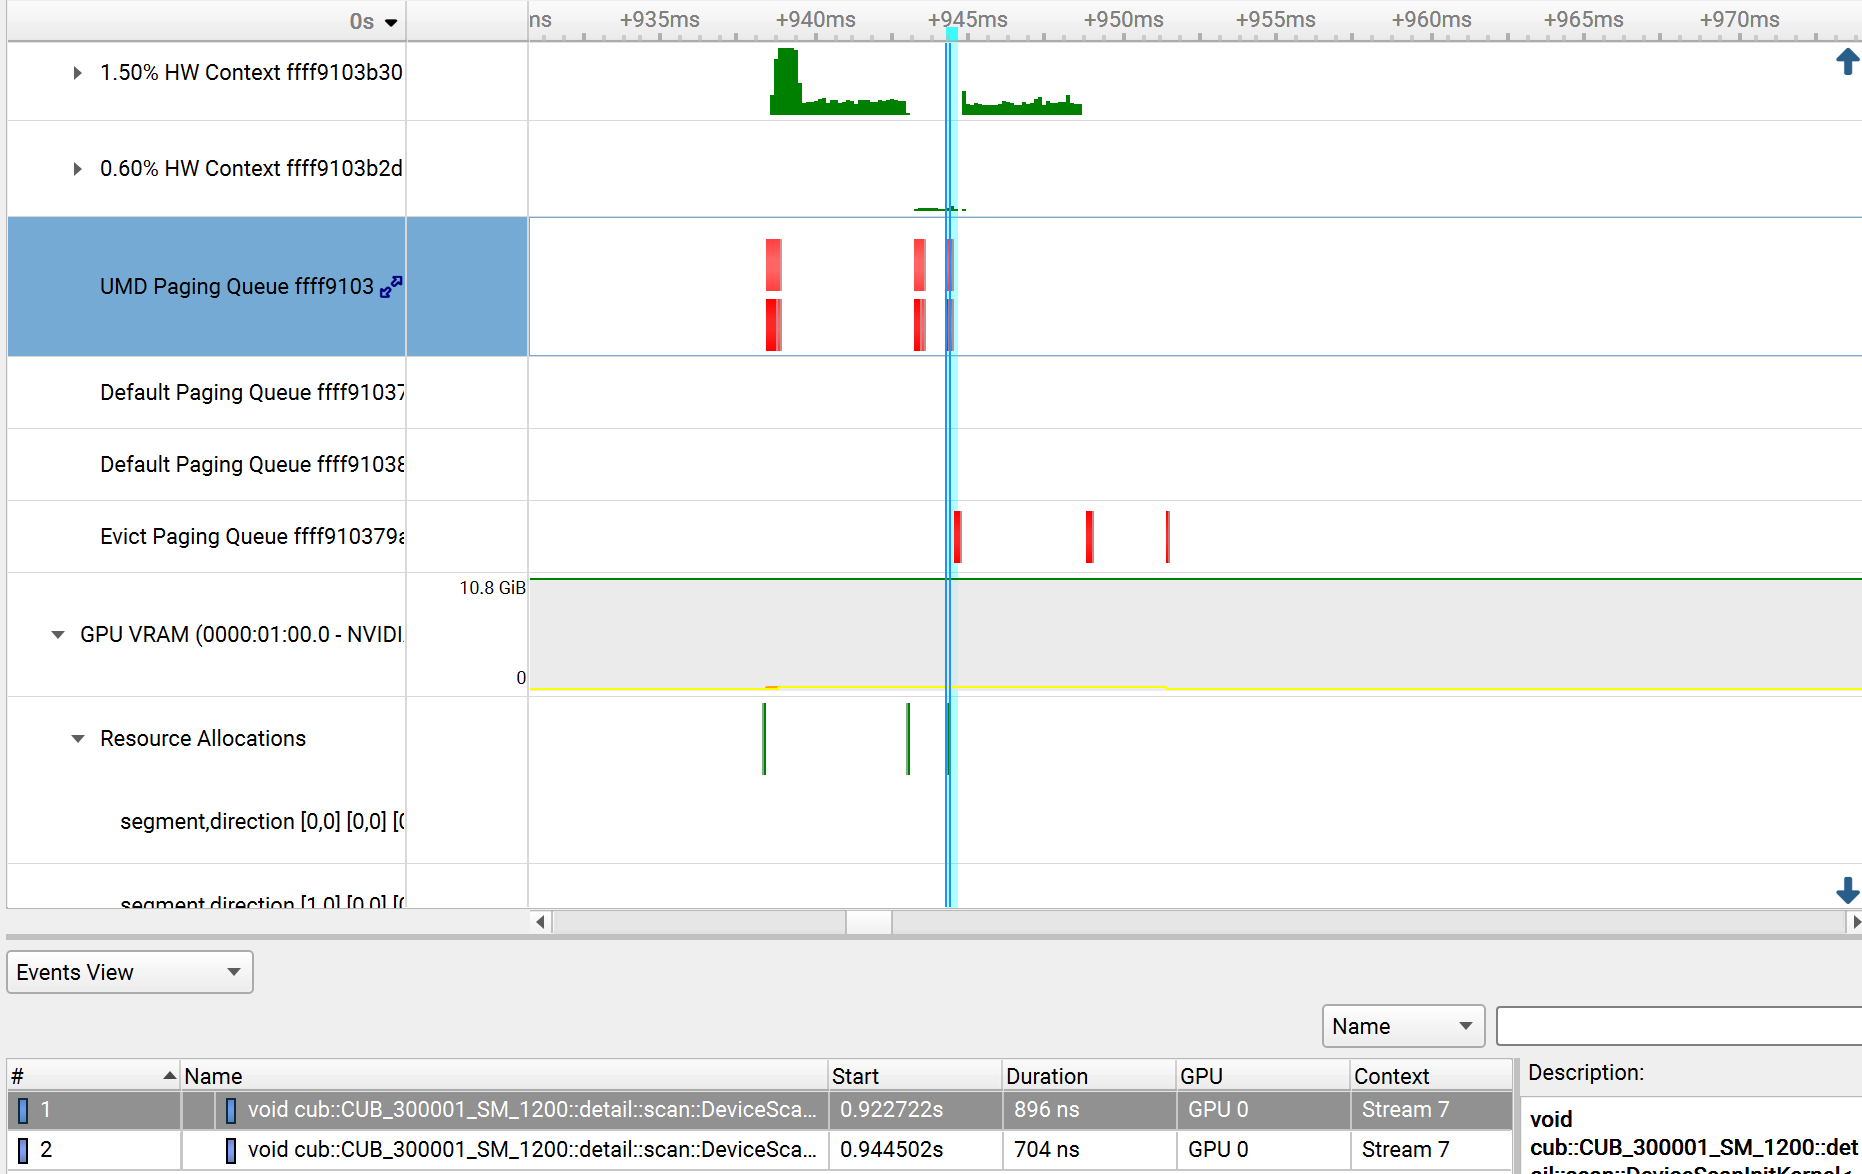 0s ns +935ms +940ms +945ms +950ms +955ms +960ms +965ms +970ms
1.50% HW Context ffff9103b30
0.60% HW Context ffff9103b2d
UMD Paging Queue ffff9103
Default Paging Queue ffff91037
Default Paging Queue ffff91038
Evict Paging Queue ffff910379a
10.8 GiB
GPU VRAM (0000:01:00.0 - NVIDI
0
Resource Allocations
segment,direction [0,0] [0,0] [0
segment,direction [1,0] [0,0] [0
Events View
Name
# Name Start Duration GPU Context
Description:
1 void cub::CUB_300001_SM_1200::detail::scan::DeviceSca... 0.922722s 896 ns GPU 0 Stream 7
2 void cub::CUB_300001_SM_1200::detail::scan::DeviceSca... 0.944502s 704 ns GPU 0 Stream 7
void
cub::CUB_300001_SM_1200::det
ail::scan::DeviceScanInitKernel<